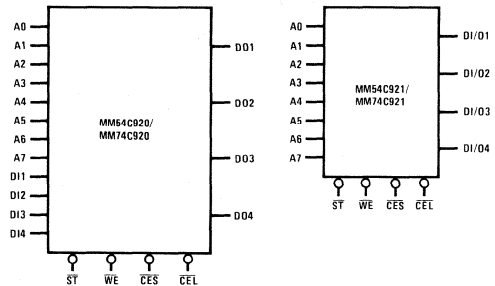 A0
A1
A2
A3
A4
A5
A6
A7
DI1
DI2
DI3
DI4
MM54C920/
MM74C920
DO1
DO2
DO3
DO4
ST
WE
CES
CEL
A0
A1
A2
A3
A4
A5
A6
A7
MM54C921/
MM74C921
DI/O1
DI/O2
DI/O3
DI/O4
ST
WE
CES
CEL